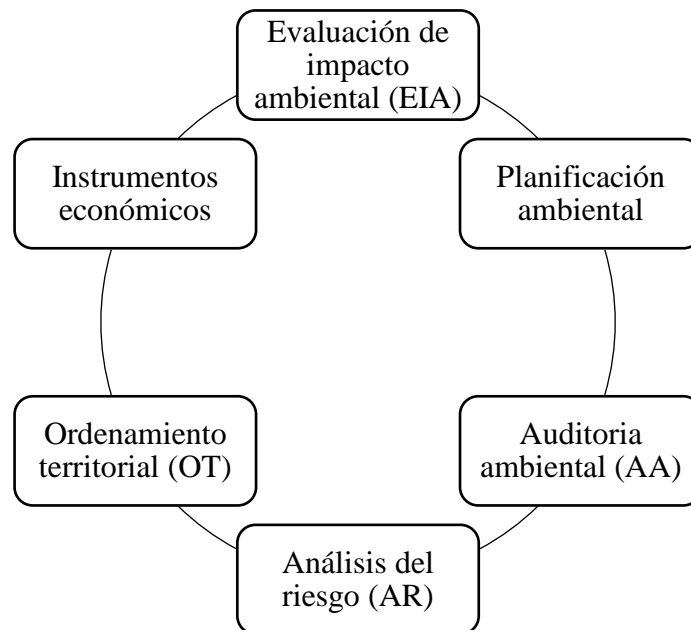 Evaluación de
impacto
ambiental (EIA)
Planificación
ambiental
Auditoria
ambiental (AA)
Análisis del
riesgo (AR)
Ordenamiento
territorial (OT)
Instrumentos
económicos